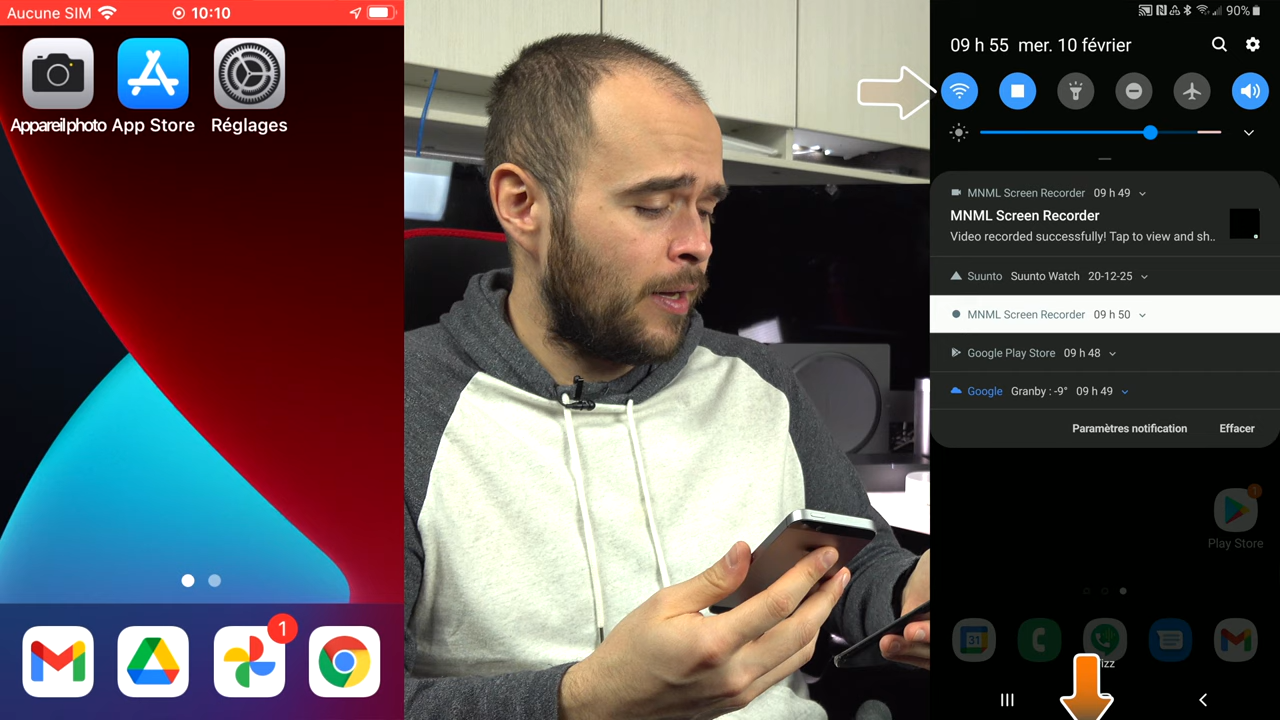 Aucune SIM 10:10
Appareil photo App Store Réglages
1
90%
09 h 55 mer. 10 février
MNML Screen Recorder 09 h 49
MNML Screen Recorder
Video recorded successfully! Tap to view and sh..
Suunto Suunto Watch 20-12-25
MNML Screen Recorder 09 h 50
Google Play Store 09 h 48
Google Granby : -9° 09 h 49
Paramètres notification Effacer
1
Play Store
31
izz